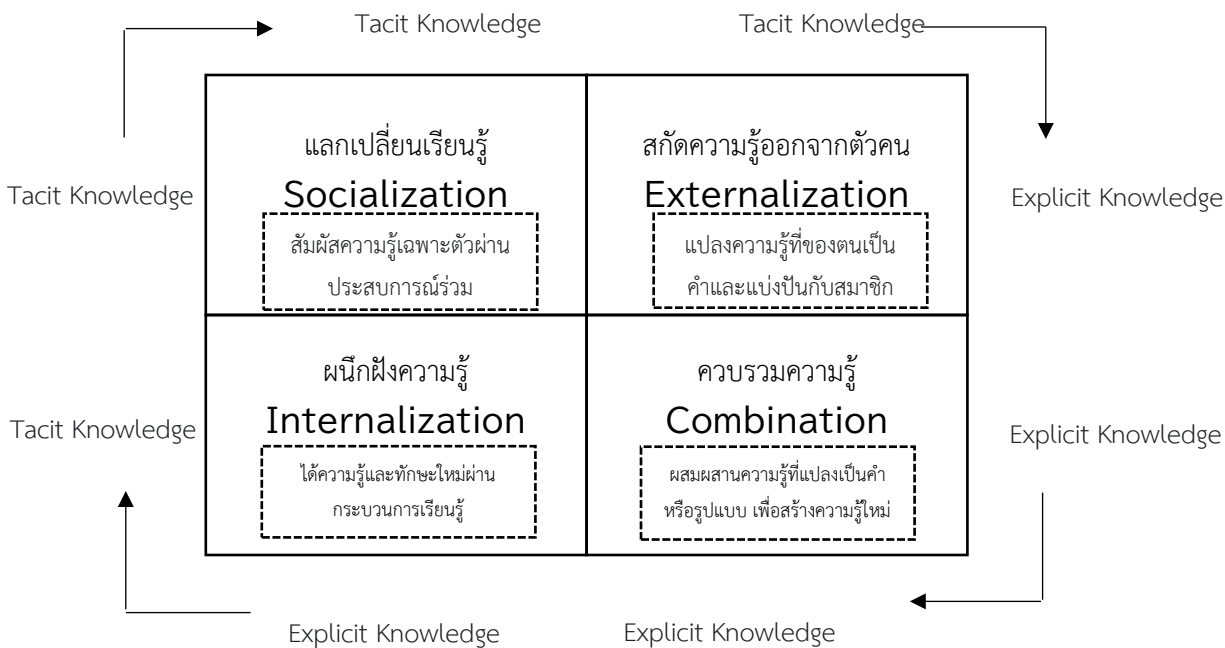 Tacit Knowledge Tacit Knowledge
แลกเปลี่ยนเรียนรู้
Socialization
สัมผัสความรู้เฉพาะตัวผ่าน
ประสบการณ์ร่วม
สกัดความรู้ออกจากตัวคน
Externalization
แปลงความรู้ที่ของตนเป็น
คำและแบ่งปันกับสมาชิก
Tacit Knowledge
Explicit Knowledge
ผนึกฝังความรู้
Internalization
ได้ความรู้และทักษะใหม่ผ่าน
กระบวนการเรียนรู้
ควบรวมความรู้
Combination
ผสมผสานความรู้ที่แปลงเป็นคำ
หรือรูปแบบ เพื่อสร้างความรู้ใหม่
Tacit Knowledge
Explicit Knowledge
Explicit Knowledge Explicit Knowledge